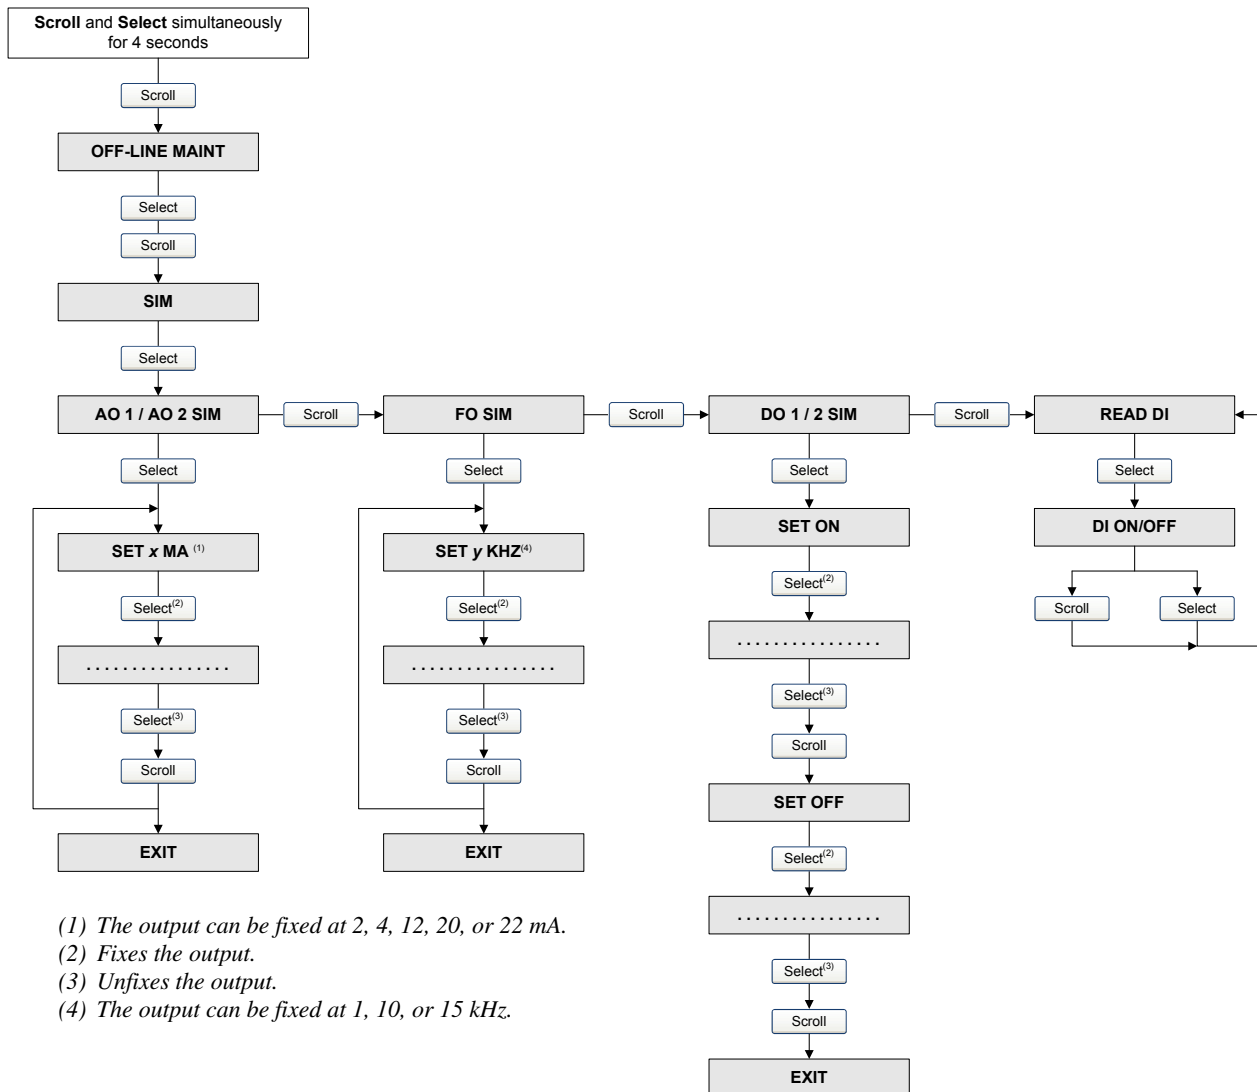 Scroll and Select simultaneously
for 4 seconds
Scroll
OFF-LINE MAINT
Select
Scroll
SIM
Select
AO 1 / AO 2 SIM
Scroll
FO SIM
Scroll
DO 1 / 2 SIM
Scroll
READ DI
Select
SET x MA (1)
Select(2)
................
Select(3)
Scroll
EXIT
Select
SET y KHZ(4)
Select(2)
................
Select(3)
Scroll
EXIT
Select
SET ON
Select(2)
................
Select(3)
Scroll
SET OFF
Select(2)
................
Select(3)
Scroll
EXIT
Select
DI ON/OFF
Scroll
Select
(1) The output can be fixed at 2, 4, 12, 20, or 22 mA.
(2) Fixes the output.
(3) Unfixes the output.
(4) The output can be fixed at 1, 10, or 15 kHz.